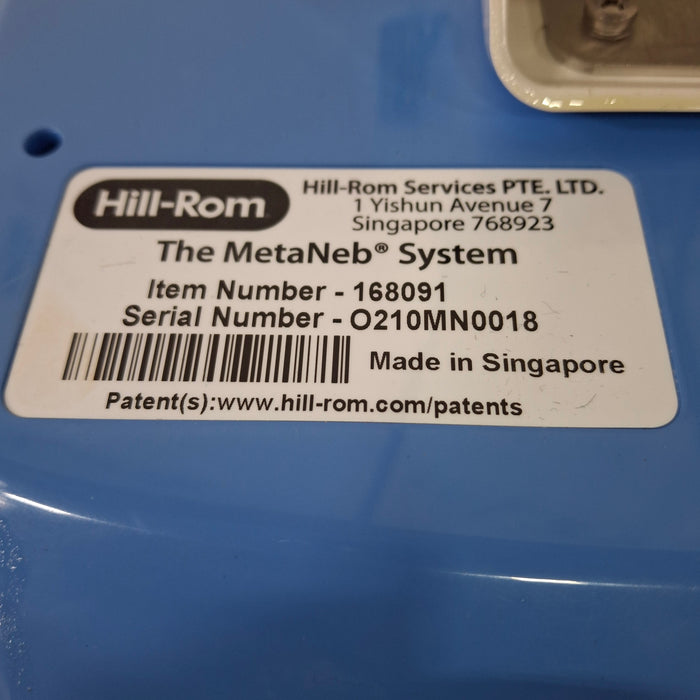 Hill-Rom
Hill-Rom Services PTE. LTD.
1 Yishun Avenue 7
Singapore 768923
The MetaNeb® System
Item Number - 168091
Serial Number - O210MN0018
Made in Singapore
Patent(s):www.hill-rom.com/patents